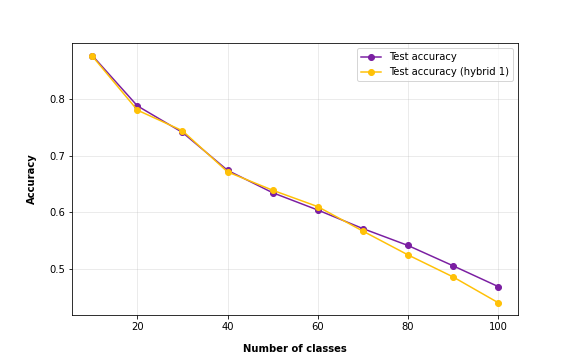 Test accuracy
Test accuracy (hybrid 1)
0.8
0.7
0.6
0.5
Accuracy
20 40 60 80 100
Number of classes